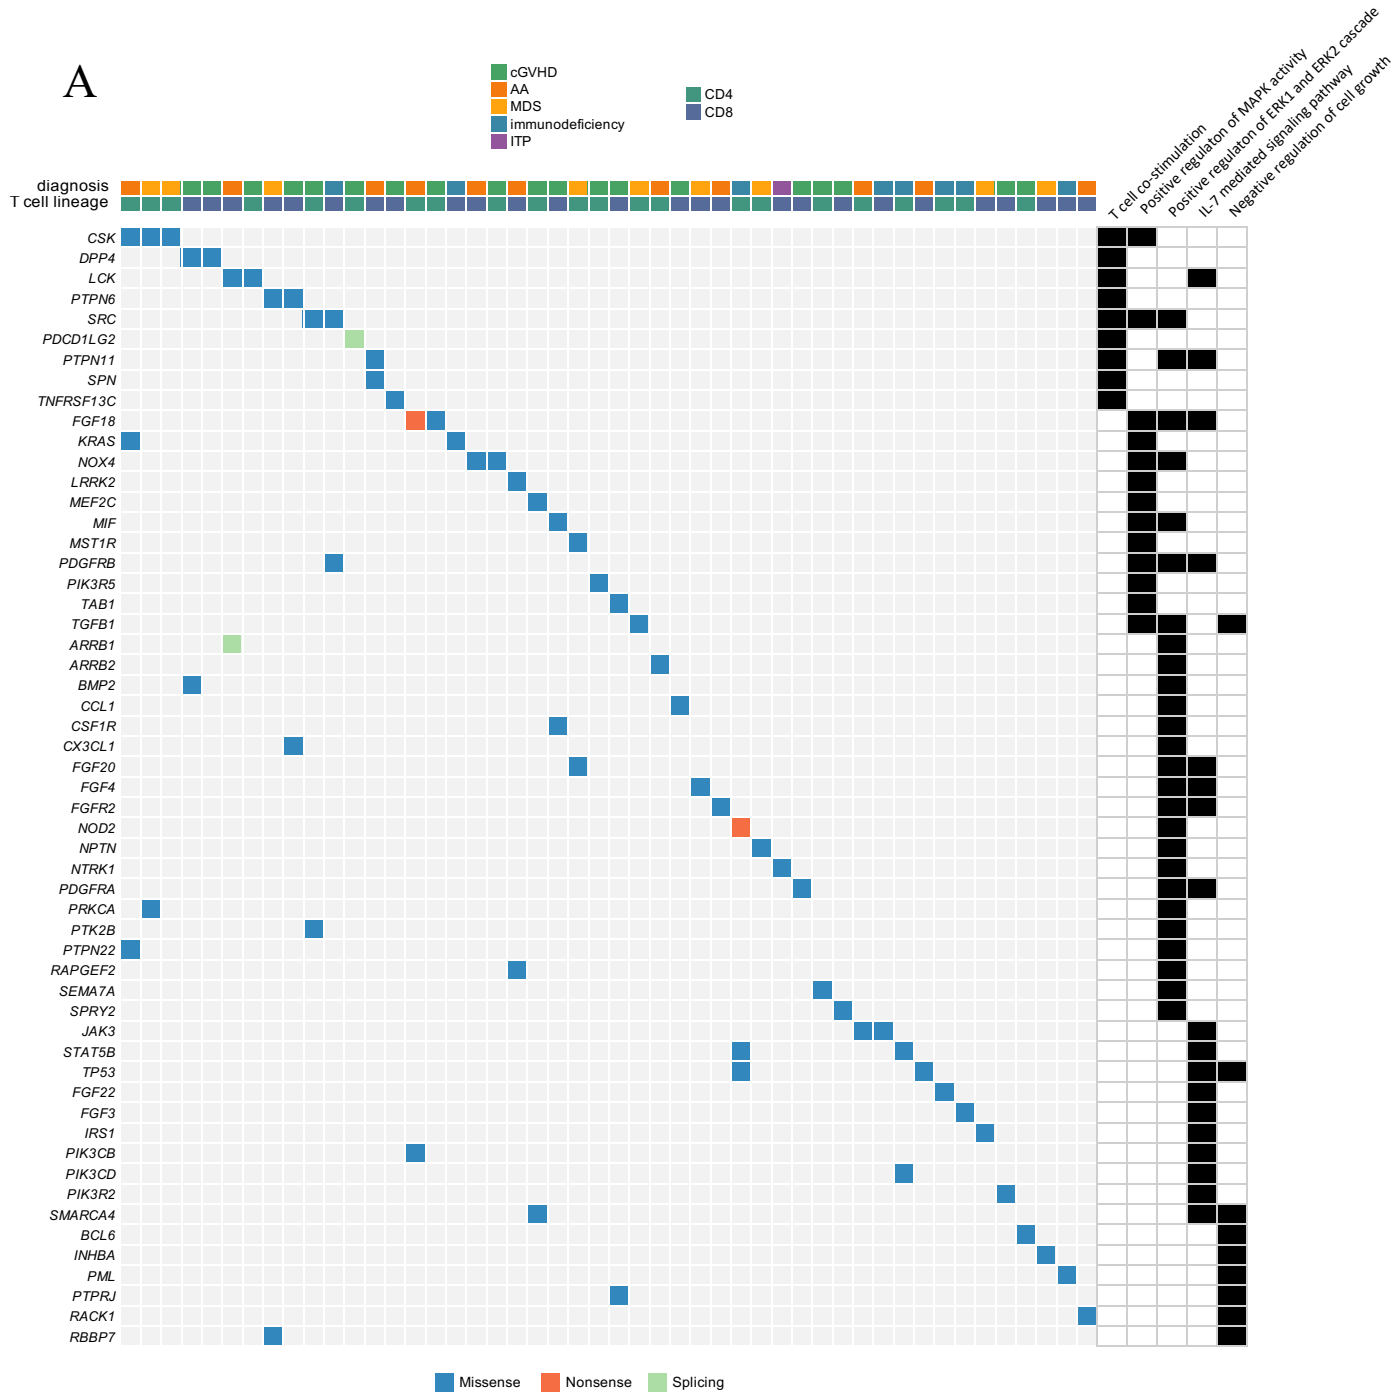 A
cGVHD
AA
MDS
immunodeficiency
ITP
CD4
CD8
T cell co-stimulation
Positive regulaton of MAPK activity
Positive regulaton of ERK1 and ERK2 cascade
IL-7 mediated signaling pathway
Negative regulation of cell growth
diagnosis
T cell lineage
CSK
DPP4
LCK
PTPN6
SRC
PDCD1LG2
PTPN11
SPN
TNFRSF13C
FGF18
KRAS
NOX4
LRRK2
MEF2C
MIF
MST1R
PDGFRB
PIK3R5
TAB1
TGFB1
ARRB1
ARRB2
BMP2
CCL1
CSF1R
CX3CL1
FGF20
FGF4
FGFR2
NOD2
NPTN
NTRK1
PDGFRA
PRKCA
PTK2B
PTPN22
RAPGEF2
SEMA7A
SPRY2
JAK3
STAT5B
TP53
FGF22
FGF3
IRS1
PIK3CB
PIK3CD
PIK3R2
SMARCA4
BCL6
INHBA
PML
PTPRJ
RACK1
RBBP7
Missense Nonsense Splicing